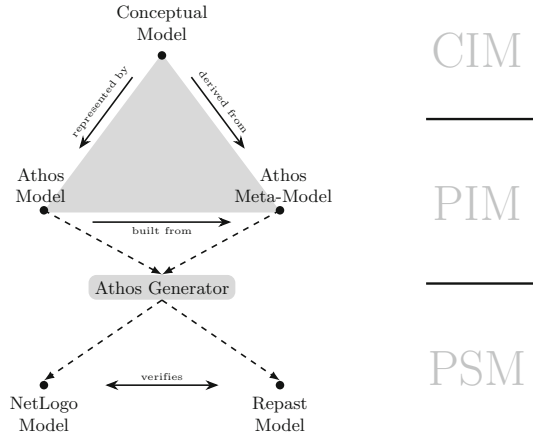 Conceptual
Model
CIM
represented by
derived from
Athos
Model
Athos
Meta-Model
PIM
built from
Athos Generator
PSM
verifies
NetLogo
Model
Repast
Model